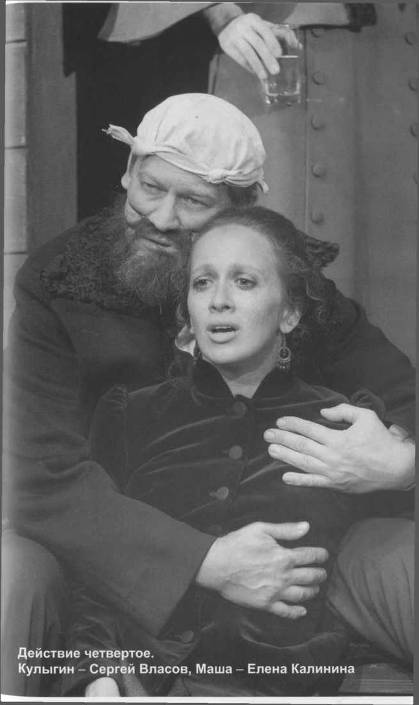 Действие четвертое.
Кулыгин – Сергей Власов, Маша – Елена Калинина